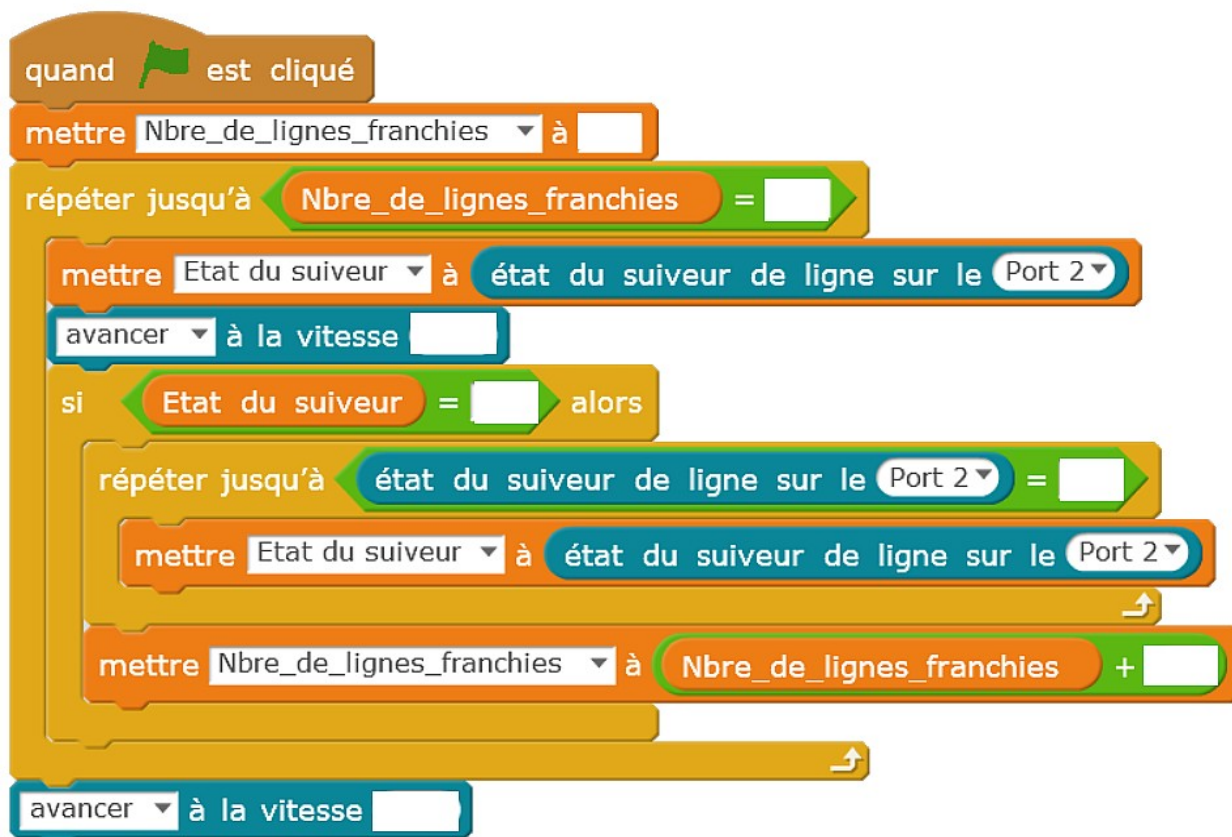 quand est cliqué
mettre Nbre_de_lignes_franchies à
répéter jusqu'à Nbre_de_lignes_franchies =
mettre Etat du suiveur à état du suiveur de ligne sur le Port 2
avancer à la vitesse
si Etat du suiveur = alors
répéter jusqu'à état du suiveur de ligne sur le Port 2 =
mettre Etat du suiveur à état du suiveur de ligne sur le Port 2
mettre Nbre_de_lignes_franchies à Nbre_de_lignes_franchies +
avancer à la vitesse